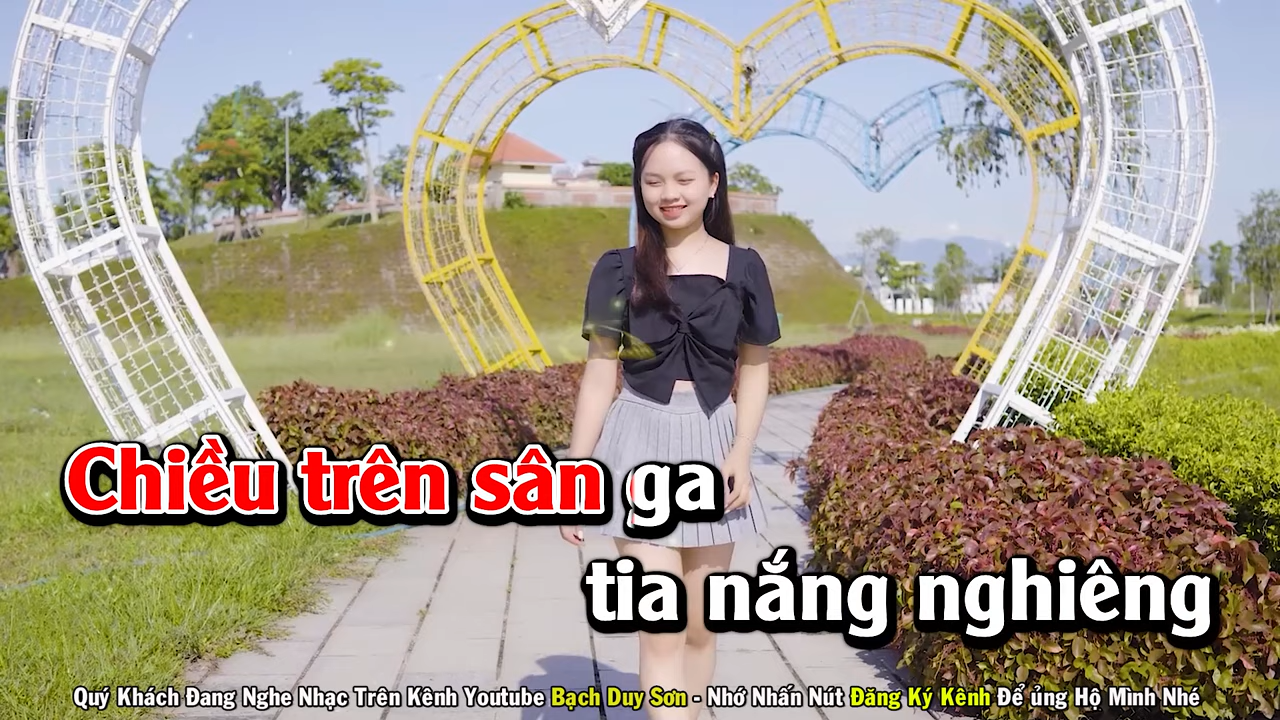 Chiều trên sân ga
tia nắng nghiêng
Quý Khách Đang Nghe Nhạc Trên Kênh Youtube Bạch Duy Sơn - Nhớ Nhấn Nút Đăng Ký Kênh Để ủng Hộ Mình Nhé